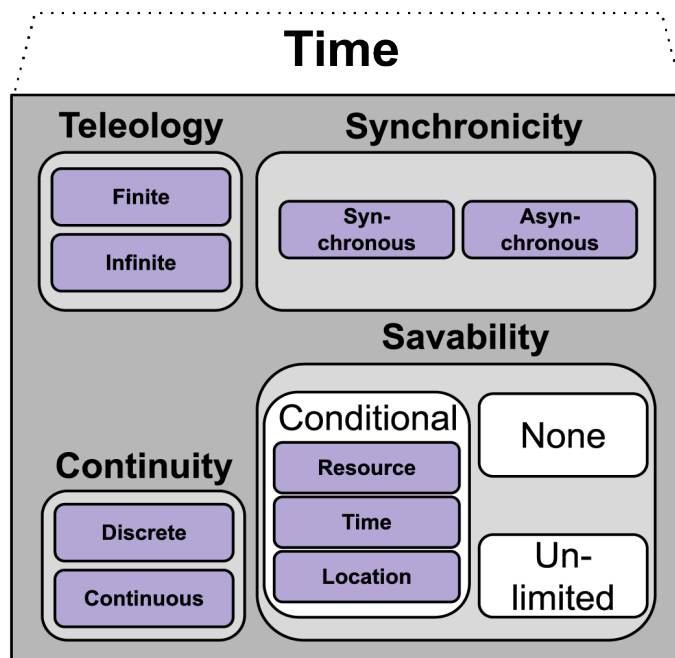 Time
Teleology
Finite
Infinite
Synchronicity
Syn-
chronous
Asyn-
chronous
Continuity
Discrete
Continuous
Savability
Conditional
Resource
Time
Location
None
Un-
limited